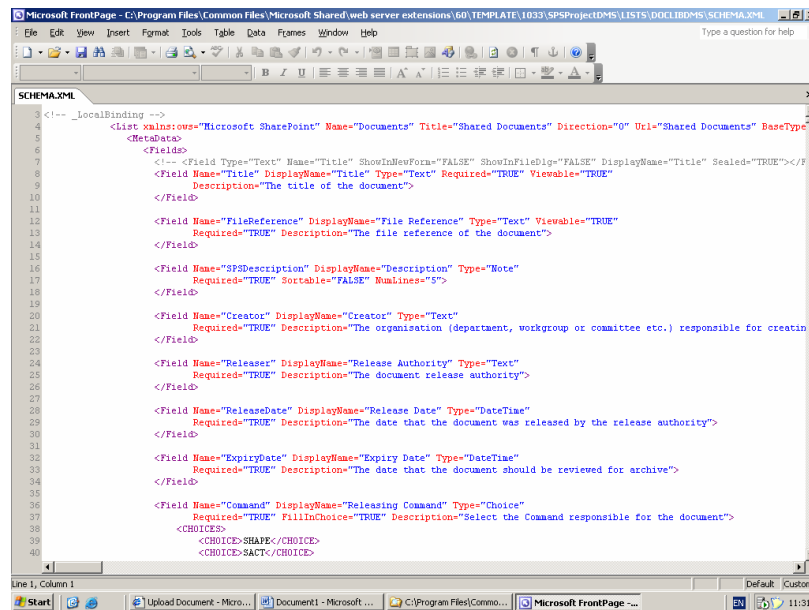 Microsoft FrontPage - C:\Program Files\Common Files\Microsoft Shared\web server extensions\60\TEMPLATE\1033\SPSProjectDMS\LISTS\DOCLIBDMS\SCHEMA.XML
File Edit View Insert Format Tools Table Data Frames Window Help Type a question for help
SCHEMA.XML
3 <!-- _LocalBinding -->
4 <List xmlns:ows="Microsoft SharePoint" Name="Documents" Title="Shared Documents" Direction="0" Url="Shared Documents" BaseType
5 <MetaData>
6 <Fields>
7 <!-- <Field Type="Text" Name="Title" ShowInNewForm="FALSE" ShowInFileDlg="FALSE" DisplayName="Title" Sealed="TRUE"></F
8 <Field Name="Title" DisplayName="Title" Type="Text" Required="TRUE" Viewable="TRUE"
9 Description="The title of the document">
10 </Field>
11
12 <Field Name="FileReference" DisplayName="File Reference" Type="Text" Viewable="TRUE"
13 Required="TRUE" Description="The file reference of the document">
14 </Field>
15
16 <Field Name="SPSDescription" DisplayName="Description" Type="Note"
17 Required="TRUE" Sortable="FALSE" NumLines="5">
18 </Field>
19
20 <Field Name="Creator" DisplayName="Creator" Type="Text"
21 Required="TRUE" Description="The organisation (department, workgroup or committee etc.) responsible for creatin
22 </Field>
23
24 <Field Name="Releaser" DisplayName="Release Authority" Type="Text"
25 Required="TRUE" Description="The document release authority">
26 </Field>
27
28 <Field Name="ReleaseDate" DisplayName="Release Date" Type="DateTime"
29 Required="TRUE" Description="The date that the document was released by the release authority">
30 </Field>
31
32 <Field Name="ExpiryDate" DisplayName="Expiry Date" Type="DateTime"
33 Required="TRUE" Description="The date that the document should be reviewed for archive">
34 </Field>
35
36 <Field Name="Command" DisplayName="Releasing Command" Type="Choice"
37 Required="TRUE" FillInChoice="TRUE" Description="Select the Command responsible for the document">
38 <CHOICES>
39 <CHOICE>SHAPE</CHOICE>
40 <CHOICE>SACT</CHOICE>
Line 1, Column 1 Default Custom
Start Upload Document - Micro... Document1 - Microsoft ... C:\Program Files\Commo... Microsoft FrontPage -... EN 11:31